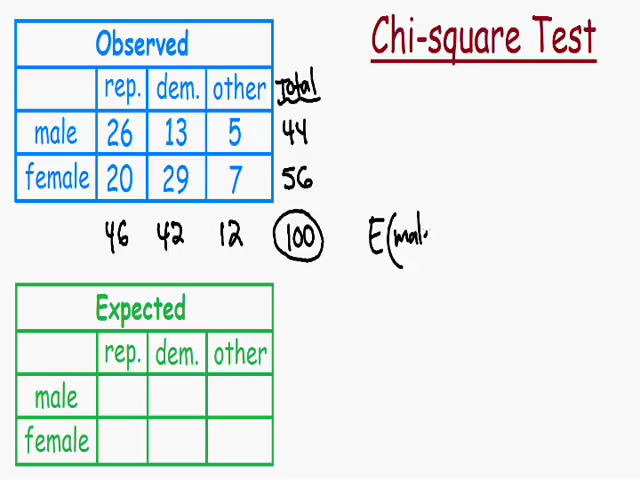 Chi-square Test
Observed
rep. dem. other Total
male 26 13 5 44
female 20 29 7 56
46 42 12 100 E(mal
Expected
rep. dem. other
male
female